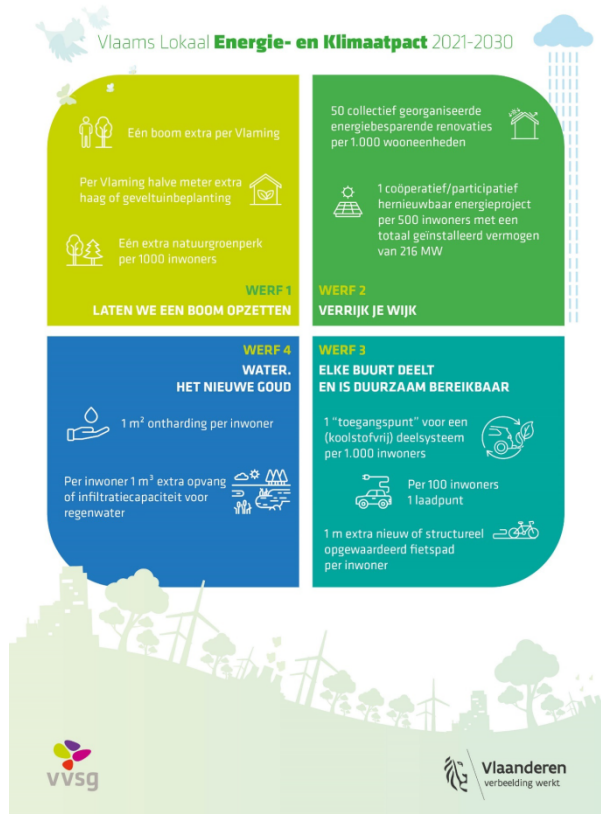 Vlaams Lokaal Energie- en Klimaatpact 2021-2030
Eén boom extra per Vlaming
Per Vlaming halve meter extra
haag of geveltuinbeplanting
Eén extra natuurgroenperk
per 1000 inwoners
WERF 1
LATEN WE EEN BOOM OPZETTEN
50 collectief georganiseerde
energiebesparende renovaties
per 1.000 wooneenheden
1 coöperatief/participatief
hernieuwbaar energieproject
per 500 inwoners met een
totaal geïnstalleerd vermogen
van 216 MW
WERF 2
VERRIJK JE WIJK
WERF 4
WATER.
HET NIEUWE GOUD
1 m² ontharding per inwoner
Per inwoner 1 m³ extra opvang
of infiltratiecapaciteit voor
regenwater
WERF 3
ELKE BUURT DEELT
EN IS DUURZAAM BEREIKBAAR
1 “toegangspunt” voor een
(koolstofvrij) deelsysteem
per 1.000 inwoners
Per 100 inwoners
1 laadpunt
1 m extra nieuw of structureel
opgewaardeerd fietspad
per inwoner
vvsg
Vlaanderen
verbeelding werkt